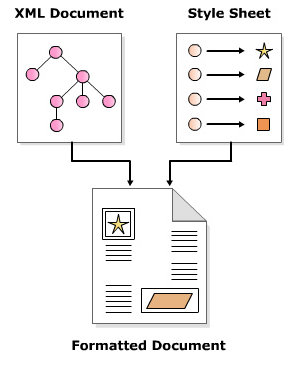 XML Document
Style Sheet
Formatted Document